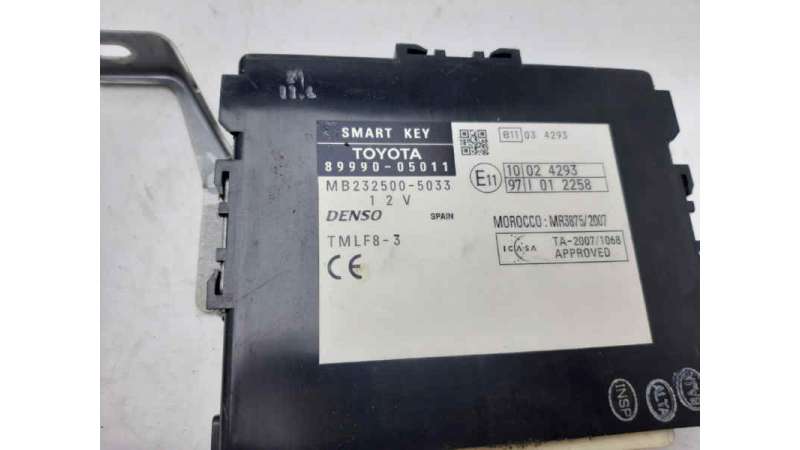 SMART KEY
TOYOTA
89990-05011
MB232500-5033
12V
DENSO SPAIN
TMLF8-3
CE
B11 03 4293
E11
10 02 4293
97 I 01 2258
MOROCCO: MR3875/2007
ICASA TA-2007/1068
APPROVED
INSP
ALTA